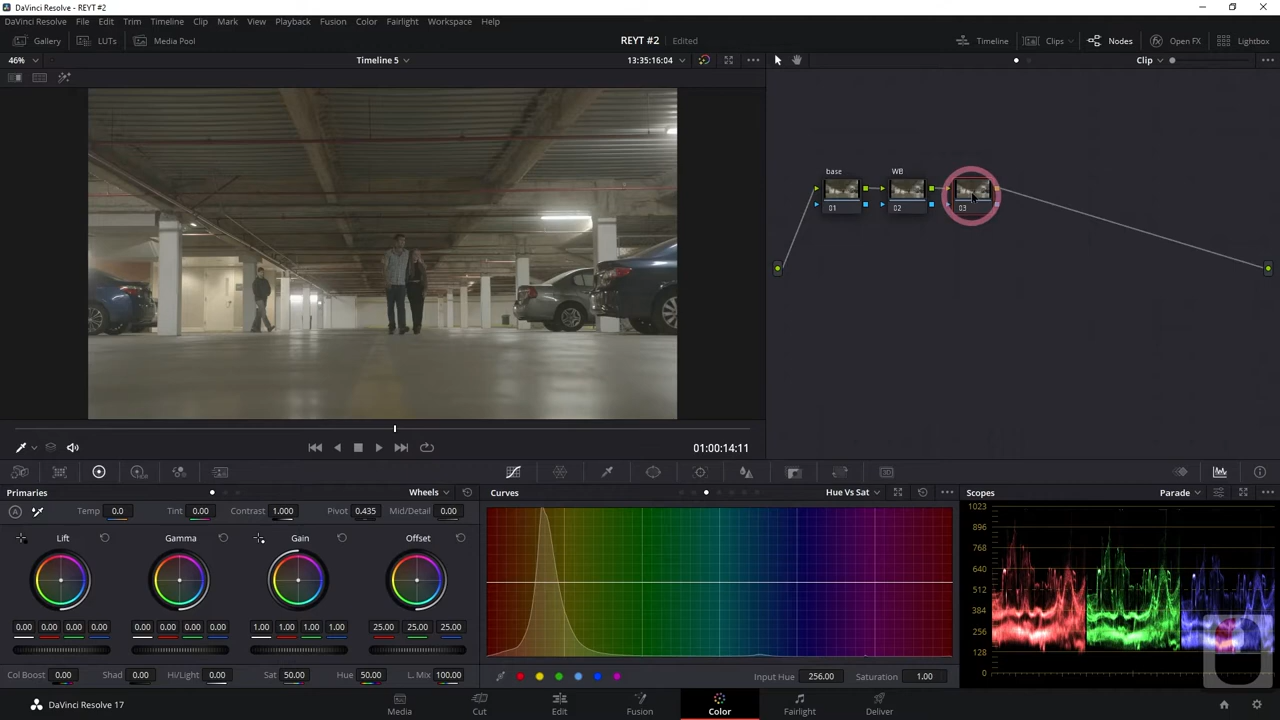 DaVinci Resolve - REYT #2
DaVinci Resolve File Edit Trim Timeline Clip Mark View Playback Fusion Color Fairlight Workspace Help
Gallery LUTs Media Pool REYT #2 Edited Timeline Clips Nodes Open FX Lightbox
46% Timeline 5 13:35:16:04 Clip
base WB
01 02 03
01:00:14:11
Primaries Wheels Curves Hue Vs Sat Scopes Parade
Temp 0.0 Tint 0.00 Contrast 1.000 Pivot 0.435 Mid/Detail 0.00
Lift Gamma Gain Offset
0.00 0.00 0.00 0.00 0.00 0.00 0.00 0.00 1.00 1.00 1.00 1.00 25.00 25.00 25.00
Col Boost 0.00 Shad 0.00 Hi/Light 0.00 Sat 50.00 Hue 50.00 L. Mix 100.00
Input Hue 256.00 Saturation 1.00
1023
896
768
640
512
384
256
128
0
DaVinci Resolve 17 Media Cut Edit Fusion Color Fairlight Deliver